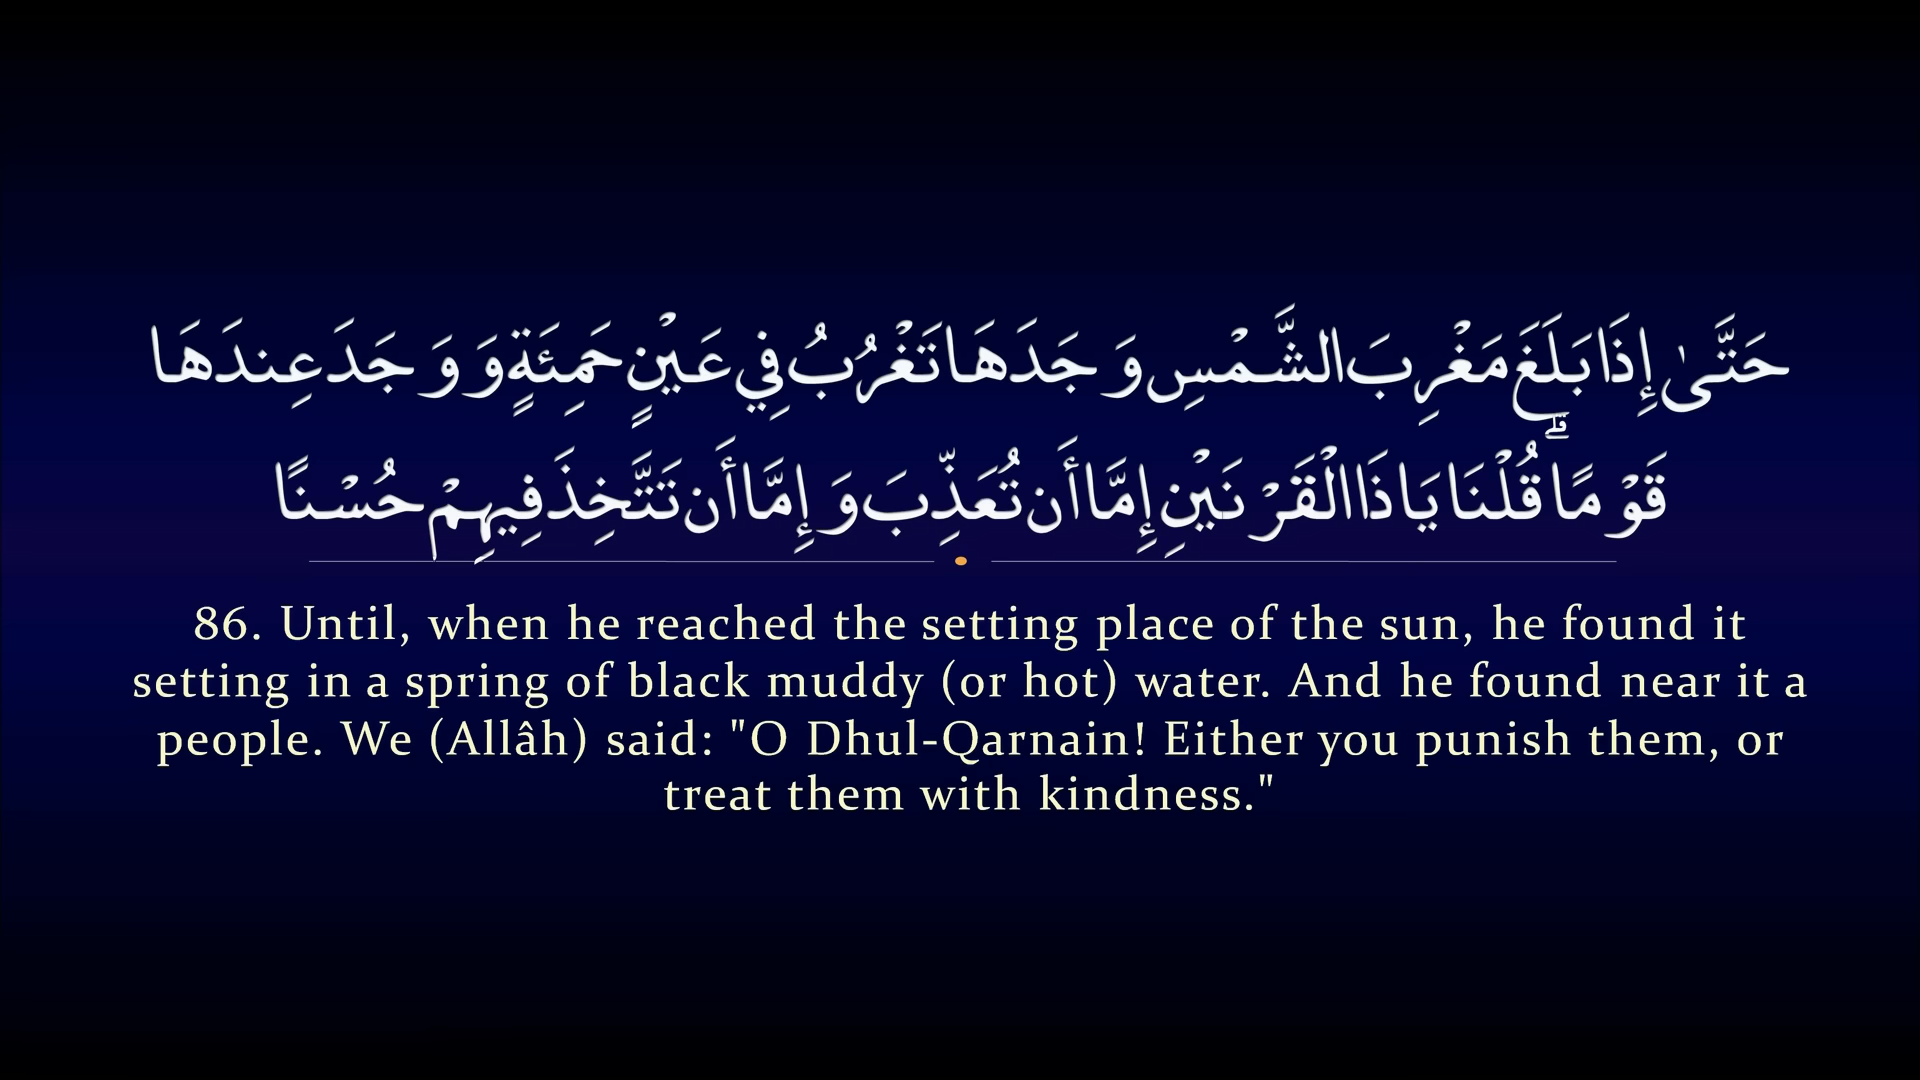 حَتَّىٰ إِذَا بَلَغَ مَغْرِبَ الشَّمْسِ وَجَدَهَا تَغْرُبُ فِي عَيْنٍ حَمِئَةٍ وَوَجَدَ عِندَهَا
قَوْمًا ۗ قُلْنَا يَا ذَا الْقَرْنَيْنِ إِمَّا أَن تُعَذِّبَ وَإِمَّا أَن تَتَّخِذَ فِيهِمْ حُسْنًا
86. Until, when he reached the setting place of the sun, he found it
setting in a spring of black muddy (or hot) water. And he found near it a
people. We (Allâh) said: "O Dhul-Qarnain! Either you punish them, or
treat them with kindness."